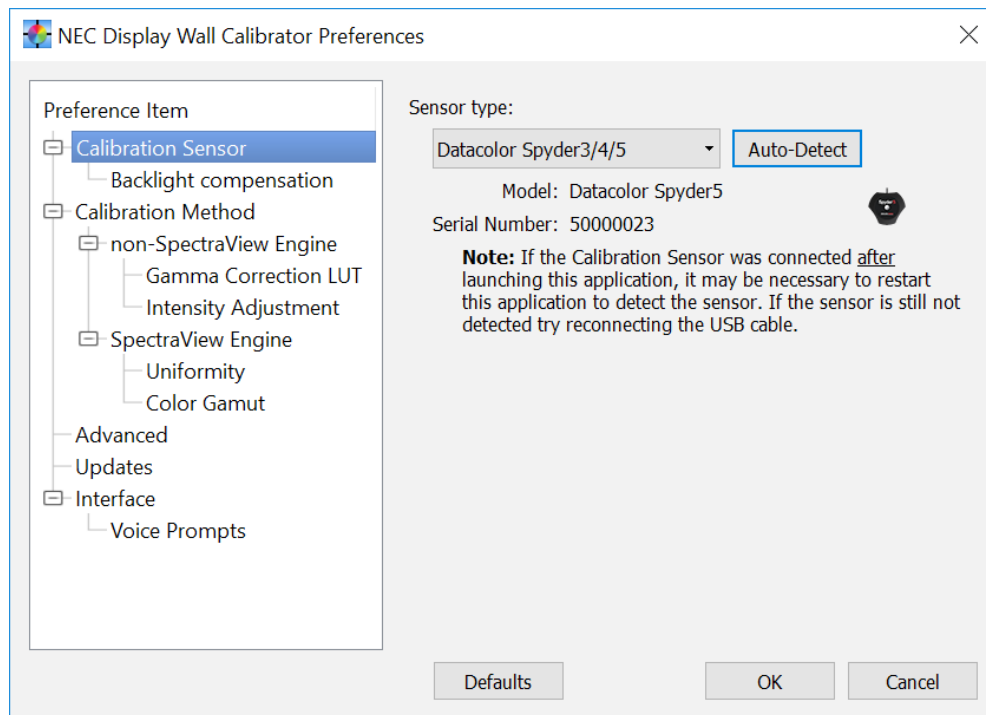 NEC Display Wall Calibrator Preferences
Preference Item
Calibration Sensor
Backlight compensation
Calibration Method
non-SpectraView Engine
Gamma Correction LUT
Intensity Adjustment
SpectraView Engine
Uniformity
Color Gamut
Advanced
Updates
Interface
Voice Prompts
Sensor type:
Datacolor Spyder3/4/5
Auto-Detect
Model: Datacolor Spyder5
Serial Number: 50000023
Note: If the Calibration Sensor was connected after
launching this application, it may be necessary to restart
this application to detect the sensor. If the sensor is still not
detected try reconnecting the USB cable.
Defaults
OK
Cancel